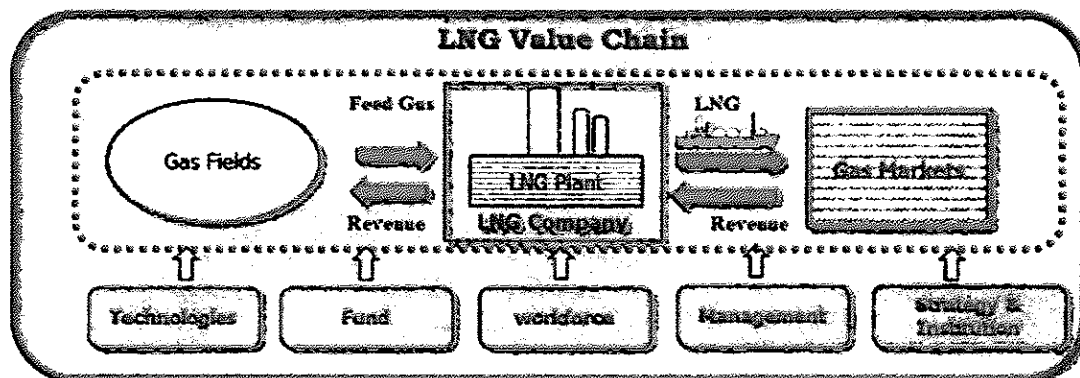 LNG Value Chain
Feed Gas
LNG
Gas Fields
LNG Plant
Gas Markets
Revenue
LNG Company
Revenue
Technologies
Fund
workforce
Management
Strategy &
Institution